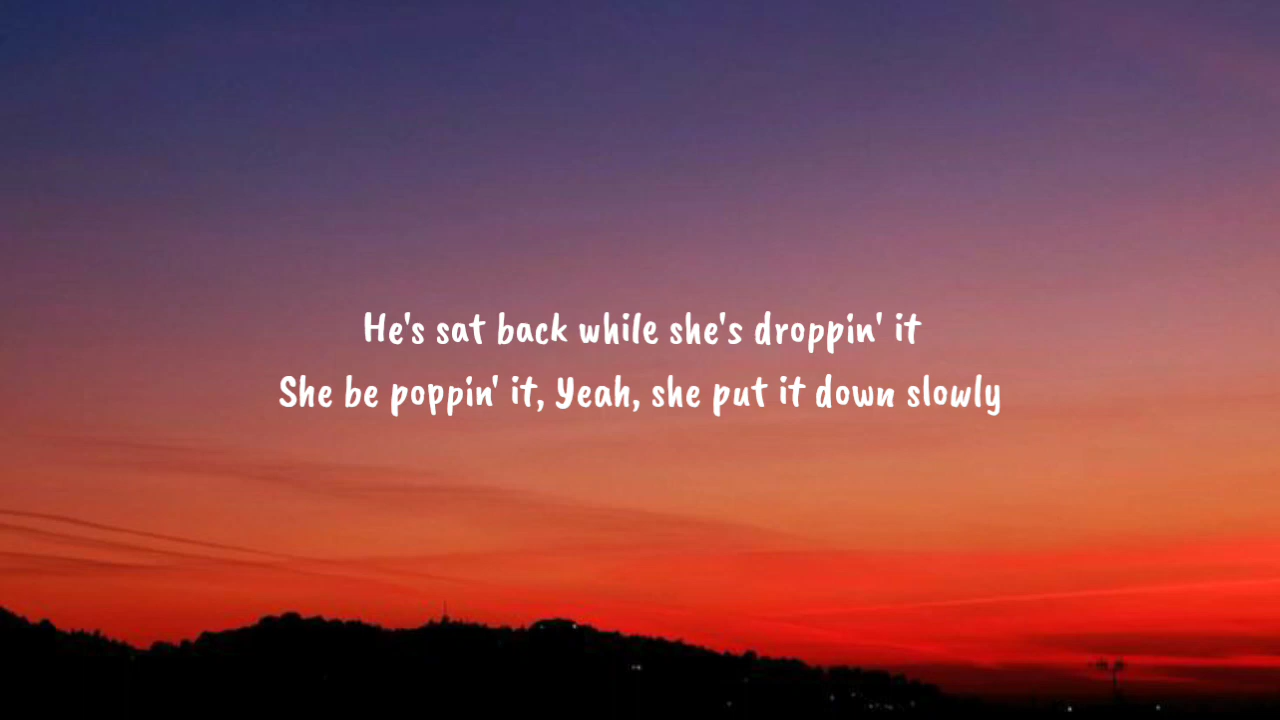 He's sat back while she's droppin' it
She be poppin' it, Yeah, she put it down slowly